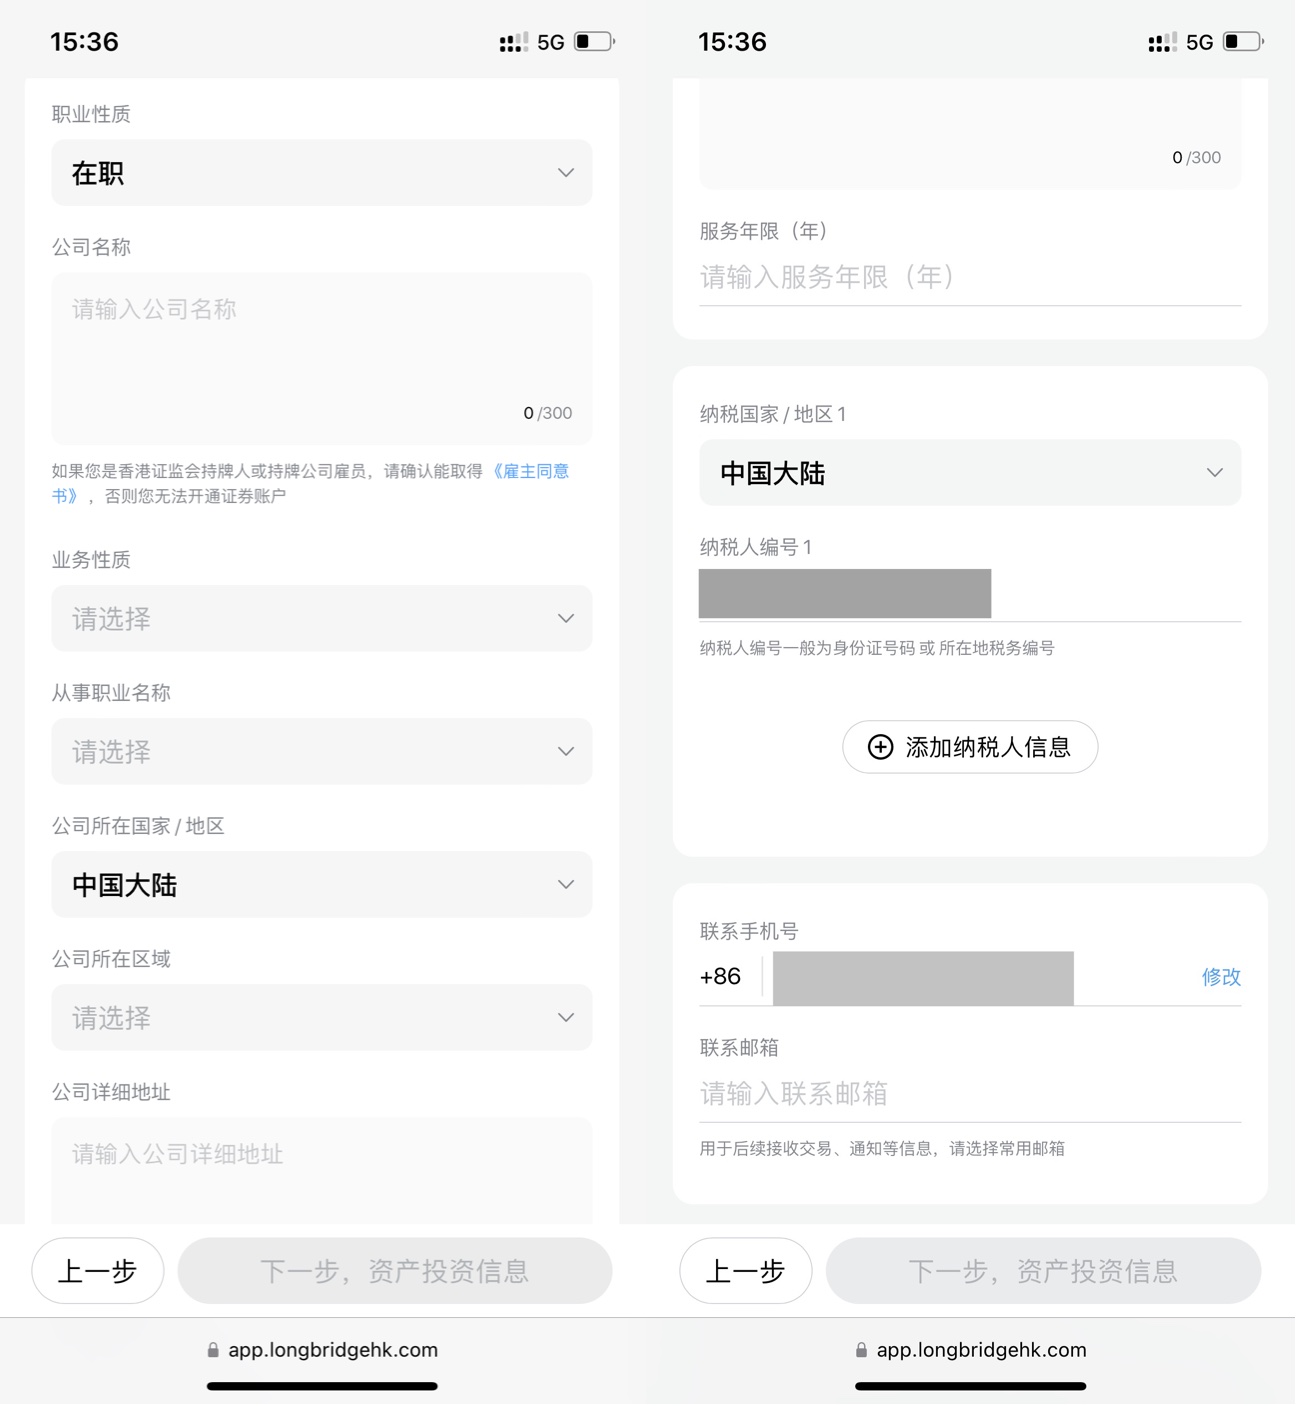 15:36
5G
职业性质
在职
公司名称
请输入公司名称
0/300
如果您是香港证监会持牌人或持牌公司雇员，请确认能取得《雇主同意
书》，否则您无法开通证券账户
业务性质
请选择
从事职业名称
请选择
公司所在国家/地区
中国大陆
公司所在区域
请选择
公司详细地址
请输入公司详细地址
上一步
下一步，资产投资信息
app.longbridgehk.com
15:36
5G
0/300
服务年限（年）
请输入服务年限（年）
纳税国家/地区1
中国大陆
纳税人编号1
纳税人编号一般为身份证号码 或 所在地税务编号
添加纳税人信息
联系手机号
+86
修改
联系邮箱
请输入联系邮箱
用于后续接收交易、通知等信息，请选择常用邮箱
上一步
下一步，资产投资信息
app.longbridgehk.com